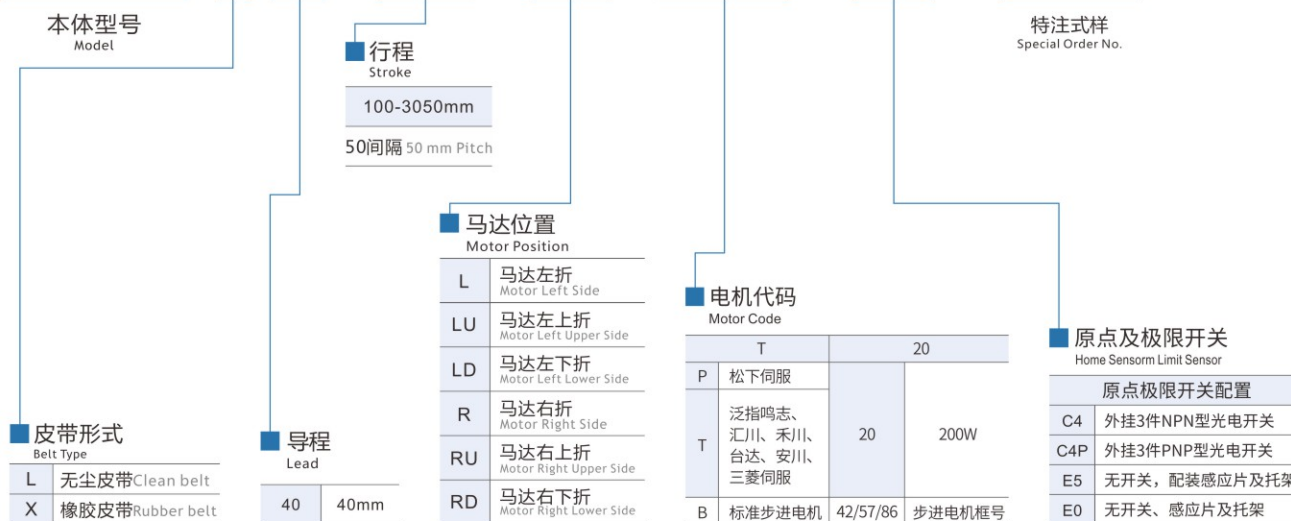 本体型号
Model
特注式样
Special Order No.
行程
Stroke
100-3050mm
50间隔 50 mm Pitch
马达位置
Motor Position
L 马达左折
Motor Left Side
LU 马达左上折
Motor Left Upper Side
LD 马达左下折
Motor Left Lower Side
R 马达右折
Motor Right Side
RU 马达右上折
Motor Right Upper Side
RD 马达右下折
Motor Right Lower Side
电机代码
Motor Code
T 20
P 松下伺服
T 泛指鸣志、
汇川、禾川、
台达、安川、
三菱伺服
20 200W
B 标准步进电机 42/57/86 步进电机框号
原点及极限开关
Home Sensorm Limit Sensor
原点极限开关配置
C4 外挂3件NPN型光电开关
C4P 外挂3件PNP型光电开关
E5 无开关，配装感应片及托架
E0 无开关、感应片及托架
皮带形式
Belt Type
L 无尘皮带Clean belt
X 橡胶皮带Rubber belt
导程
Lead
40 40mm